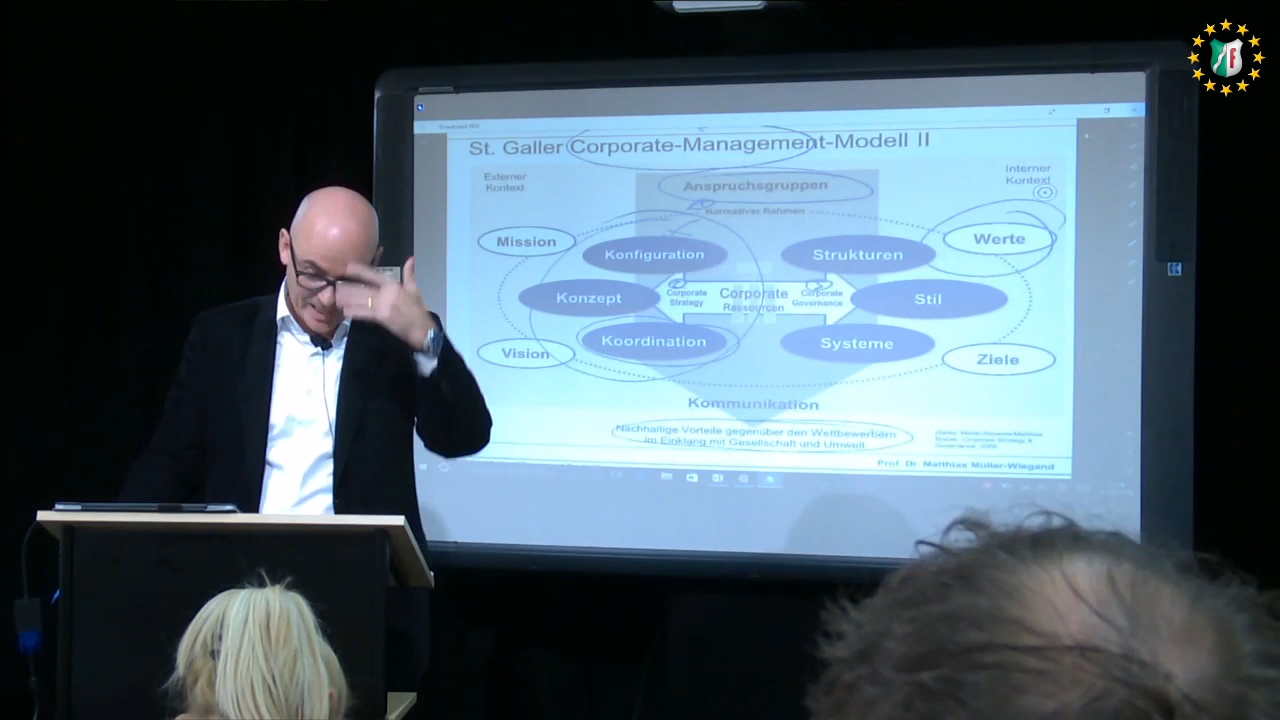 St. Galler Corporate-Management-Modell II
Externer
Kontext
Interner
Kontext
Anspruchsgruppen
Normativer Rahmen
Mission
Konfiguration
Strukturen
Werte
Konzept
Corporate
Strategy
Corporate
Ressourcen
Corporate
Governance
Stil
Vision
Koordination
Systeme
Ziele
Kommunikation
Nachhaltige Vorteile gegenüber den Wettbewerbern
im Einklang mit Gesellschaft und Umwelt
Prof. Dr. Matthias Müller-Wiegand
F